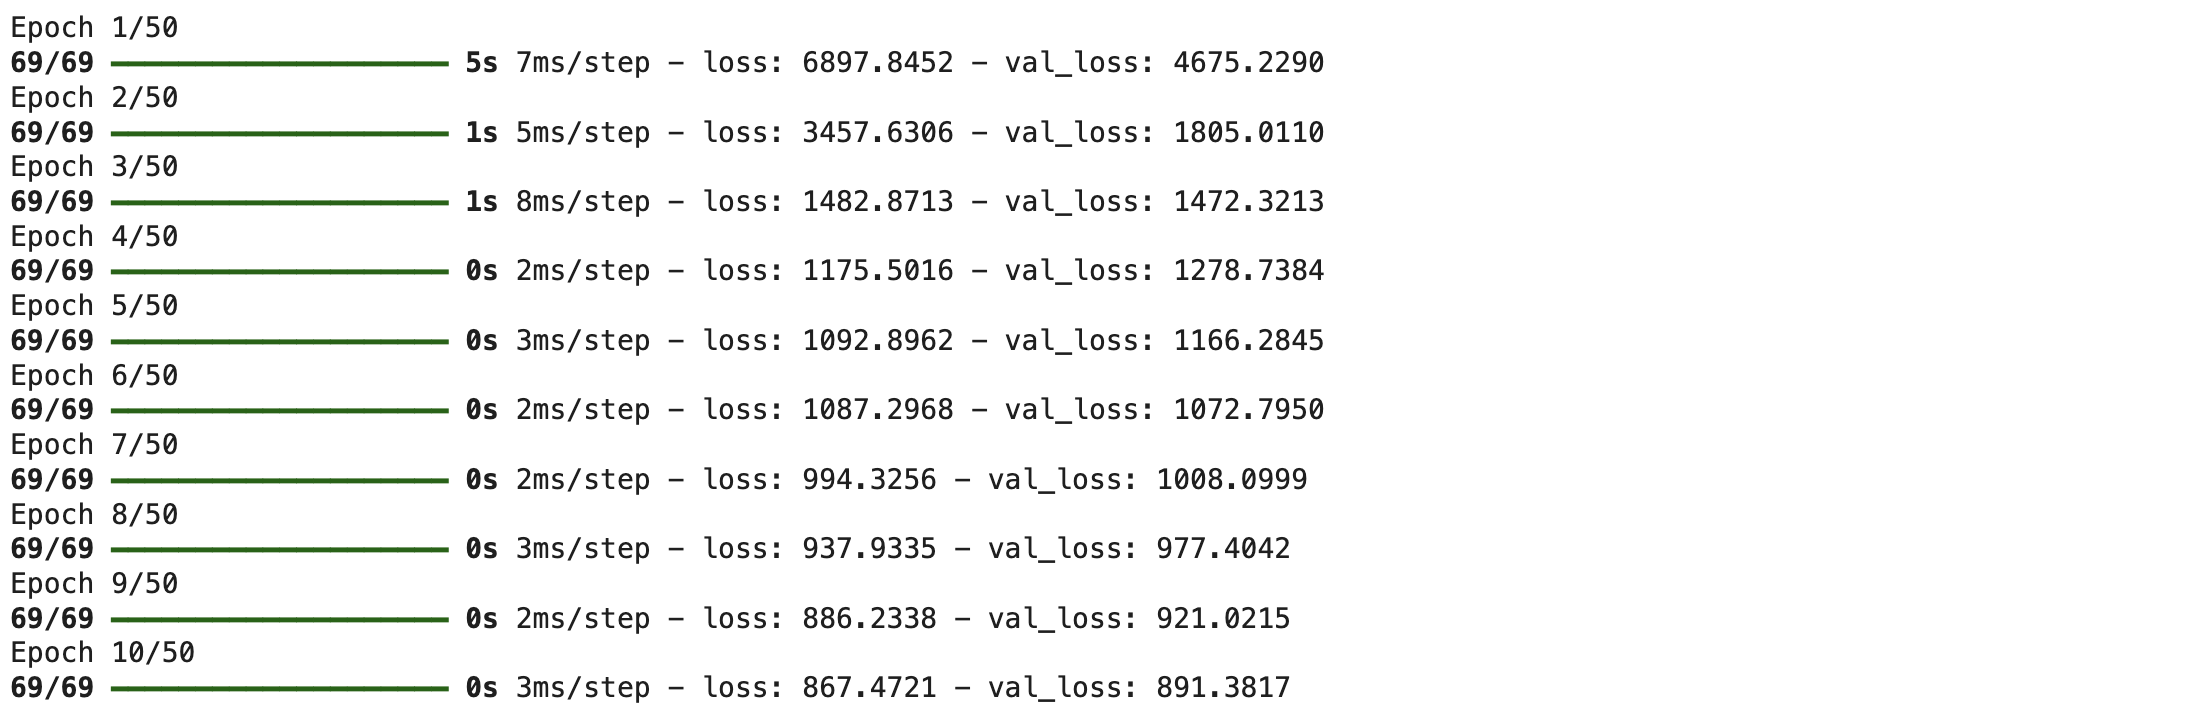 Epoch 1/50
69/69 ━━━━━━━━━━━━━━━━━━━━ 5s 7ms/step - loss: 6897.8452 - val_loss: 4675.2290
Epoch 2/50
69/69 ━━━━━━━━━━━━━━━━━━━━ 1s 5ms/step - loss: 3457.6306 - val_loss: 1805.0110
Epoch 3/50
69/69 ━━━━━━━━━━━━━━━━━━━━ 1s 8ms/step - loss: 1482.8713 - val_loss: 1472.3213
Epoch 4/50
69/69 ━━━━━━━━━━━━━━━━━━━━ 0s 2ms/step - loss: 1175.5016 - val_loss: 1278.7384
Epoch 5/50
69/69 ━━━━━━━━━━━━━━━━━━━━ 0s 3ms/step - loss: 1092.8962 - val_loss: 1166.2845
Epoch 6/50
69/69 ━━━━━━━━━━━━━━━━━━━━ 0s 2ms/step - loss: 1087.2968 - val_loss: 1072.7950
Epoch 7/50
69/69 ━━━━━━━━━━━━━━━━━━━━ 0s 2ms/step - loss: 994.3256 - val_loss: 1008.0999
Epoch 8/50
69/69 ━━━━━━━━━━━━━━━━━━━━ 0s 3ms/step - loss: 937.9335 - val_loss: 977.4042
Epoch 9/50
69/69 ━━━━━━━━━━━━━━━━━━━━ 0s 2ms/step - loss: 886.2338 - val_loss: 921.0215
Epoch 10/50
69/69 ━━━━━━━━━━━━━━━━━━━━ 0s 3ms/step - loss: 867.4721 - val_loss: 891.3817